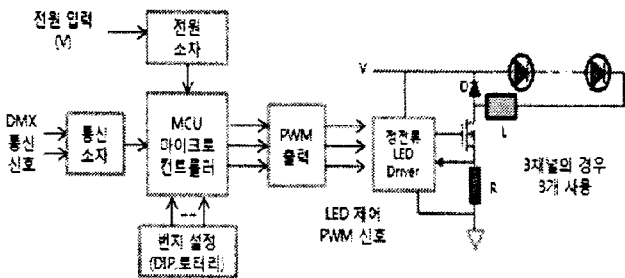 전원 입력
(V)
전원
소자
DMX
통신
신호
통신
소자
MCU
마이크로
컨트롤러
PWM
출력
번지 설정
(DIP,로터리)
LED 제어
PWM 신호
정전류
LED
Driver
V
D
L
R
3채널의 경우
3개 사용